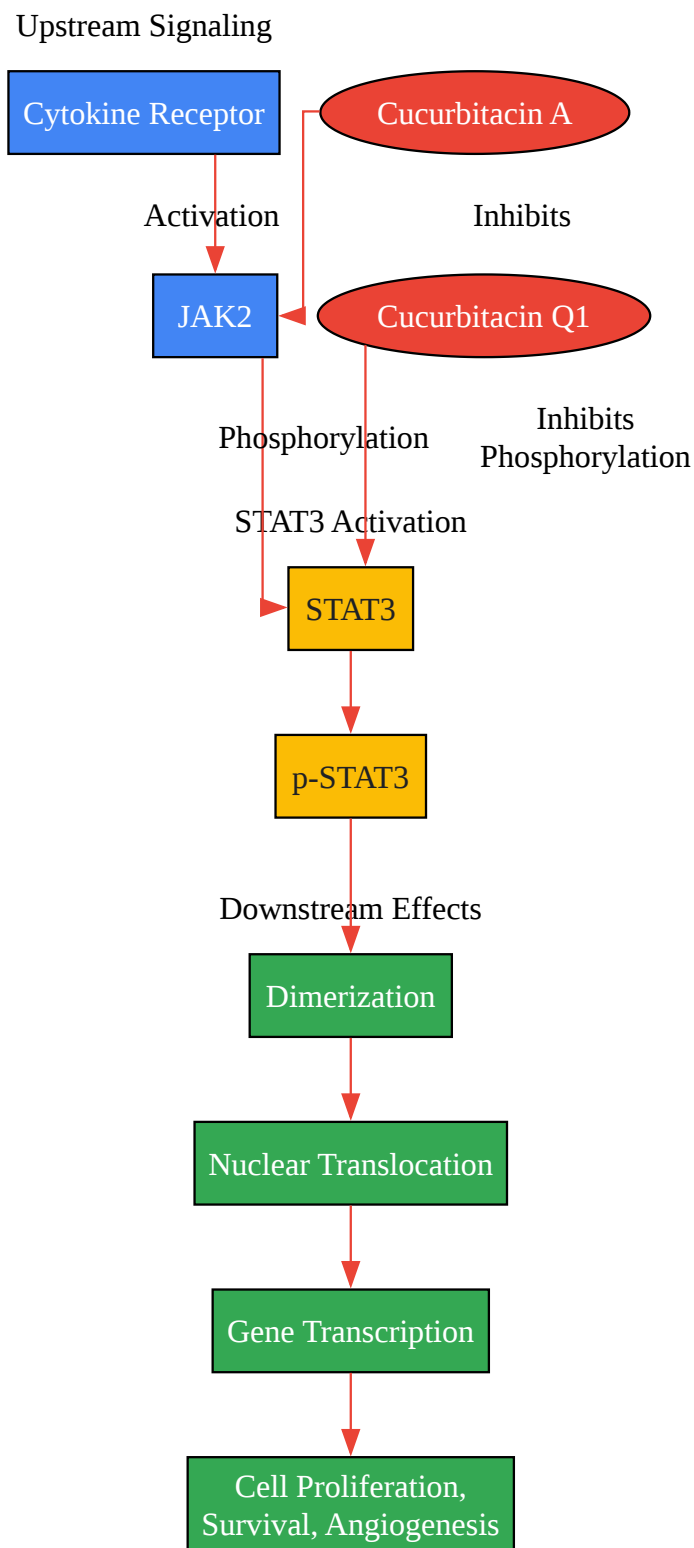 Upstream Signaling
Cytokine Receptor
Cucurbitacin A
Activation
Inhibits
JAK2
Cucurbitacin Q1
Phosphorylation
Inhibits
Phosphorylation
STAT3 Activation
STAT3
p-STAT3
Downstream Effects
Dimerization
Nuclear Translocation
Gene Transcription
Cell Proliferation,
Survival, Angiogenesis